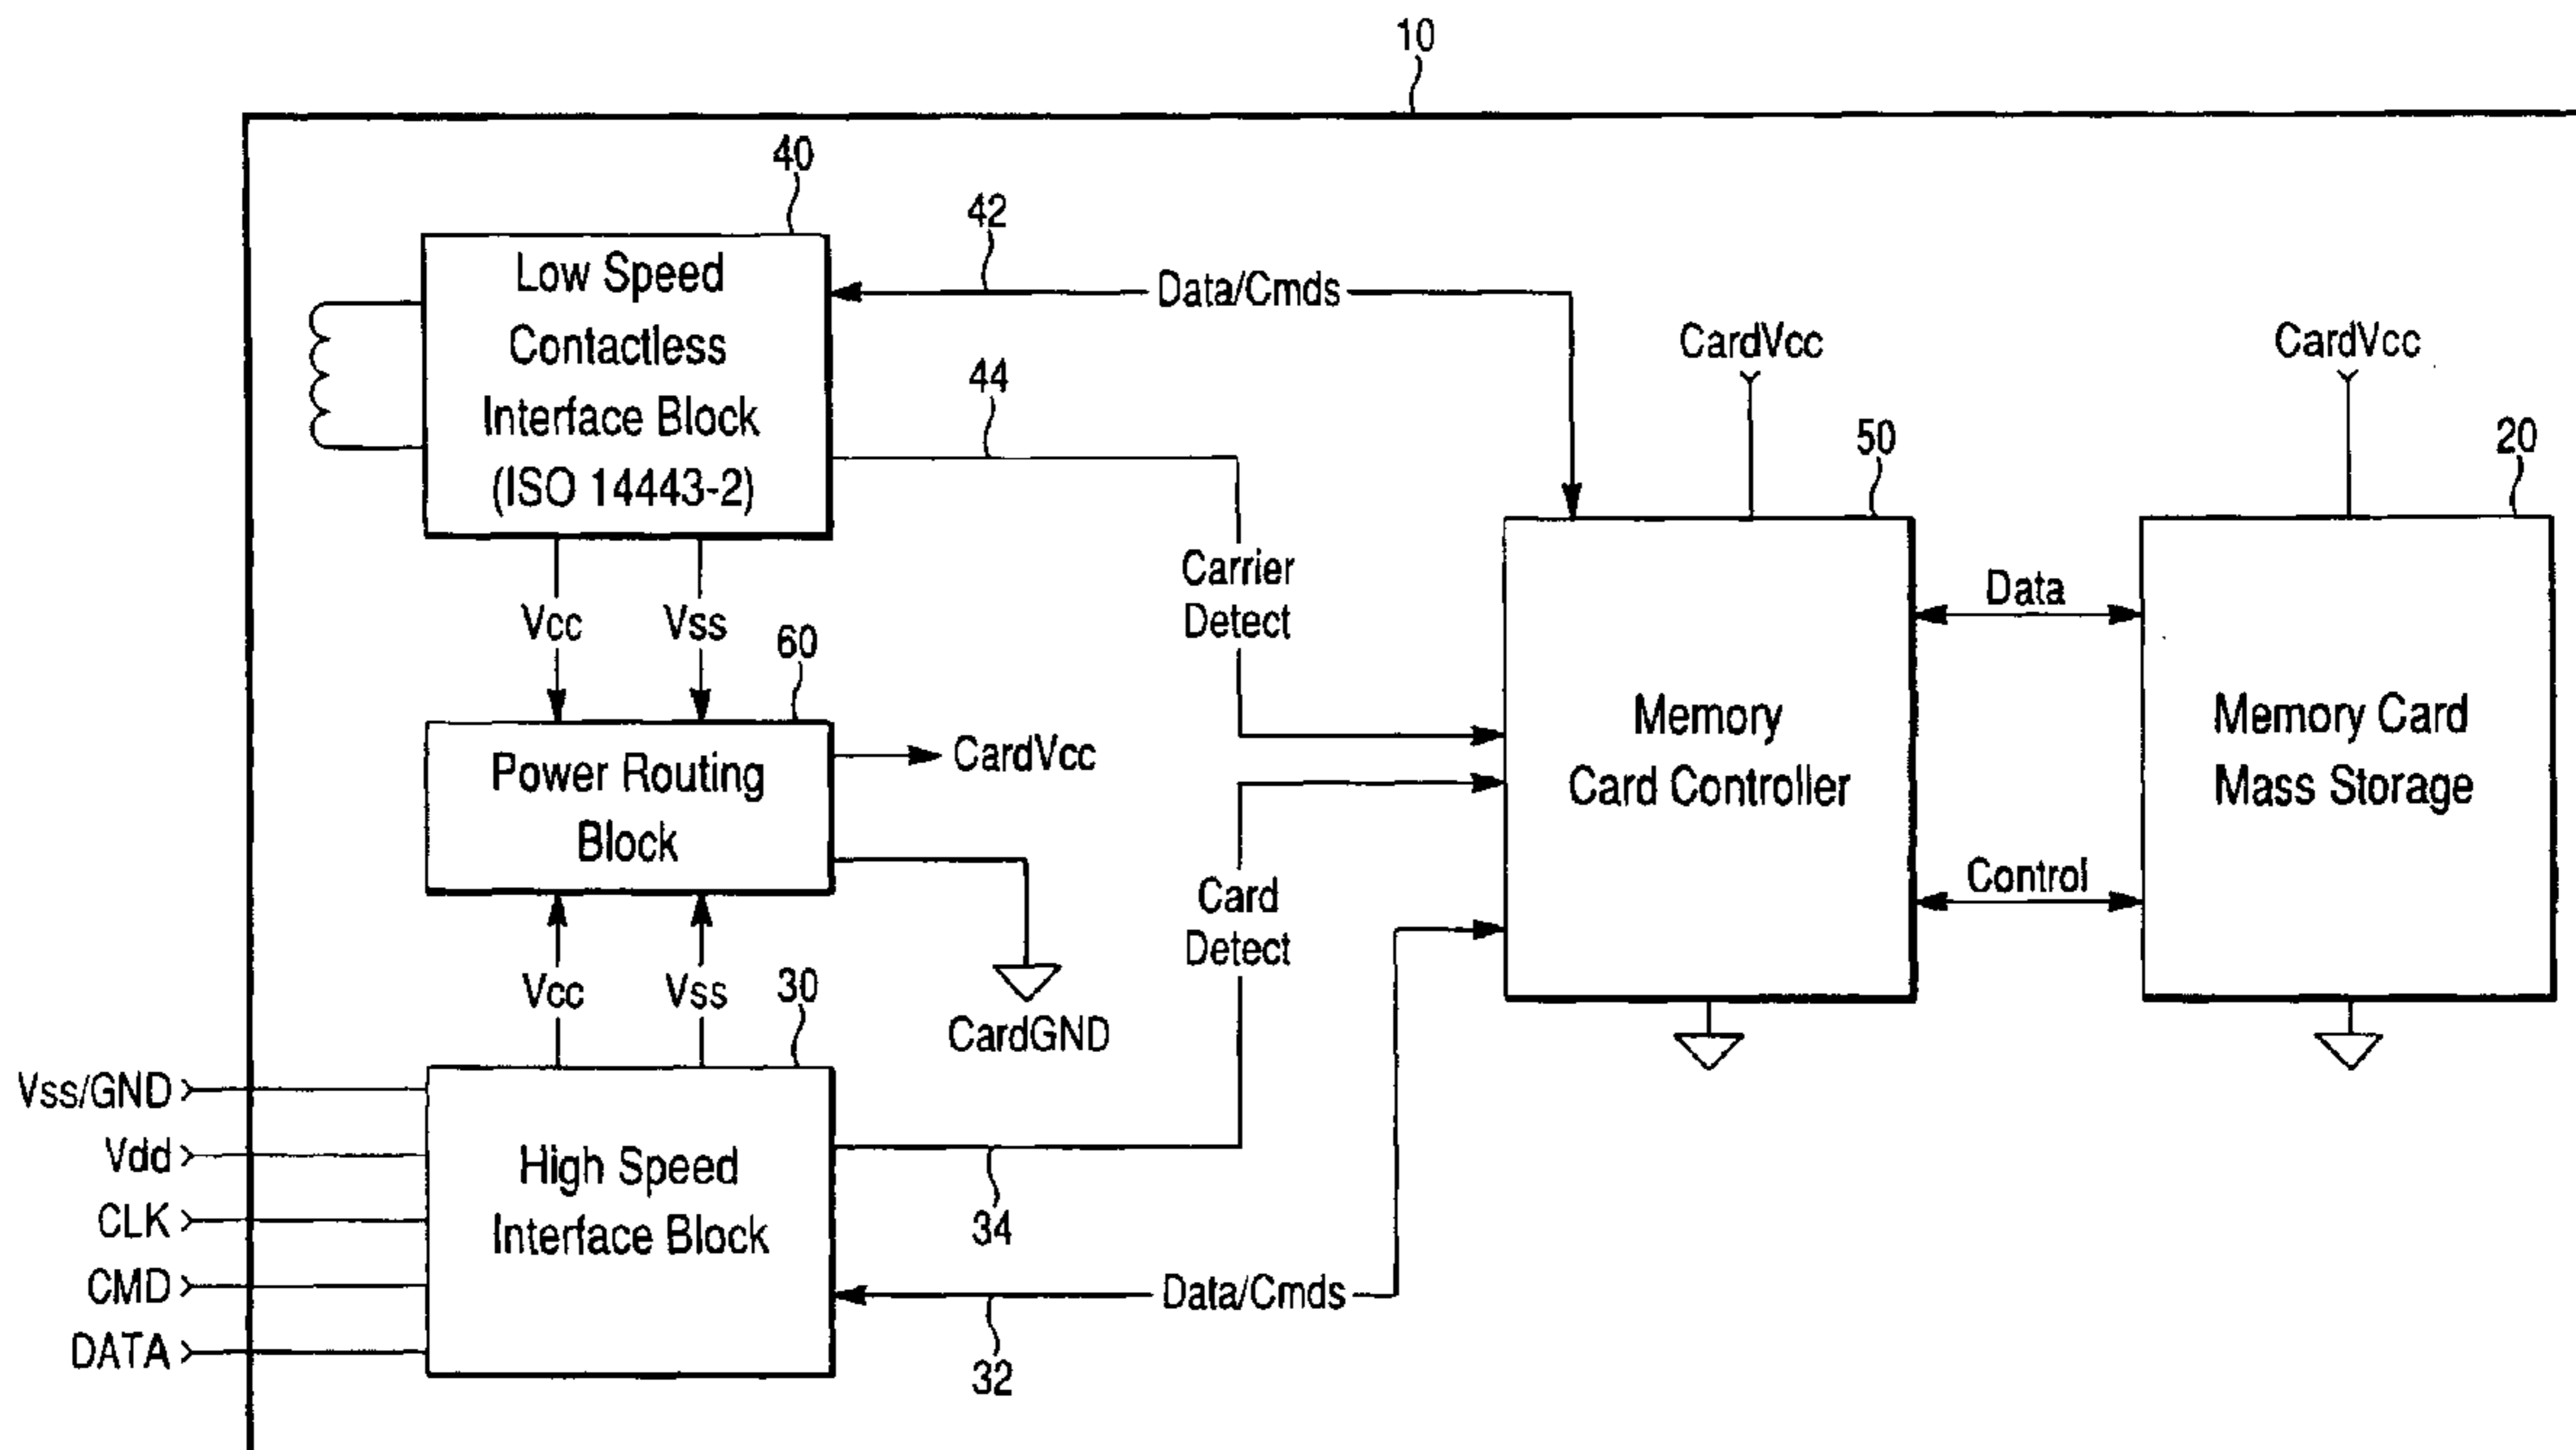 10
40
Low Speed
Contactless
Interface Block
(ISO 14443-2)
42
Data/Cmds
44
Carrier
Detect
CardVcc
50
CardVcc
20
Vcc
Vss
60
Power Routing
Block
CardVcc
CardGND
Memory
Card Controller
Data
Control
Memory Card
Mass Storage
Card
Detect
Vcc
Vss
30
Vss/GND
Vdd
CLK
CMD
DATA
High Speed
Interface Block
34
Data/Cmds
32